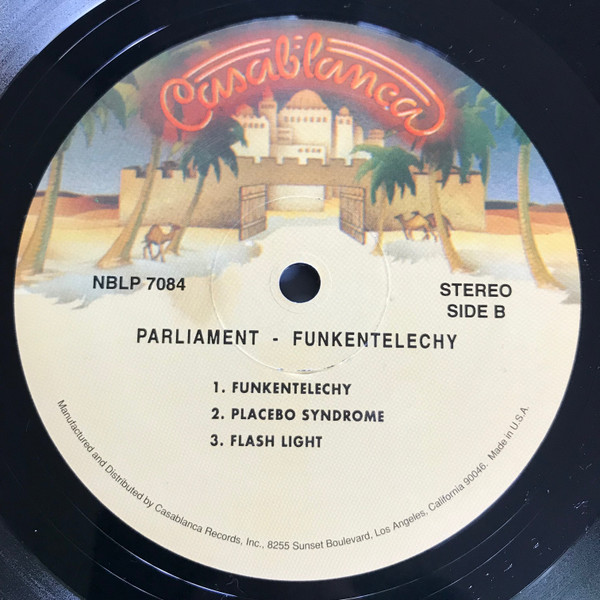 Casablanca
NBLP 7084
STEREO
SIDE B
PARLIAMENT - FUNKENTELECHY
1. FUNKENTELECHY
2. PLACEBO SYNDROME
3. FLASH LIGHT
Manufactured and Distributed by Casablanca Records, Inc., 8255 Sunset Boulevard, Los Angeles, California 90046. Made in U.S.A.